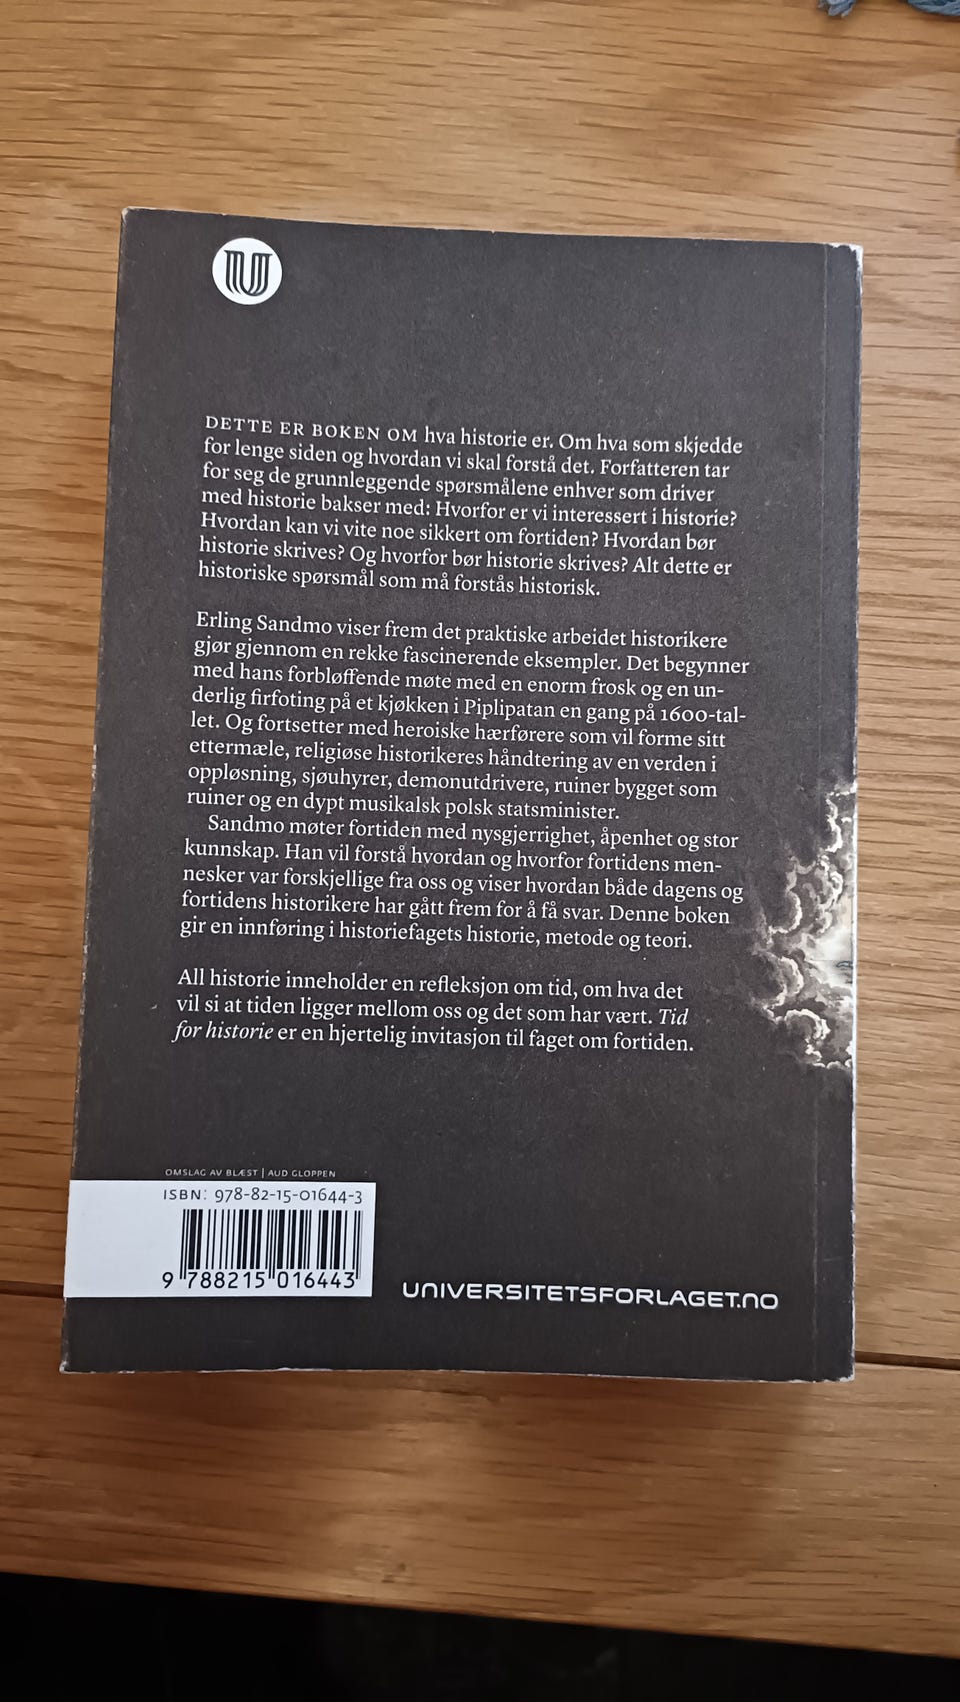 U
DETTE ER BOKEN OM hva historie er. Om hva som skjedde
for lenge siden og hvordan vi skal forstå det. Forfatteren tar
for seg de grunnleggende spørsmålene enhver som driver
med historie bakser med: Hvorfor er vi interessert i historie?
Hvordan kan vi vite noe sikkert om fortiden? Hvordan bør
historie skrives? Og hvorfor bør historie skrives? Alt dette er
historiske spørsmål som må forstås historisk.
Erling Sandmo viser frem det praktiske arbeidet historikere
gjør gjennom en rekke fascinerende eksempler. Det begynner
med hans forbløffende møte med en enorm frosk og en un-
derlig firfoting på et kjøkken i Piplipatan en gang på 1600-tal-
let. Og fortsetter med heroiske hærførere som vil forme sitt
ettermæle, religiøse historikeres håndtering av en verden i
oppløsning, sjøuhyrer, demonutdrivere, ruiner bygget som
ruiner og en dypt musikalsk polsk statsminister.
Sandmo møter fortiden med nysgjerrighet, åpenhet og stor
kunnskap. Han vil forstå hvordan og hvorfor fortidens men-
nesker var forskjellige fra oss og viser hvordan både dagens og
fortidens historikere har gått frem for å få svar. Denne boken
gir en innføring i historiefagets historie, metode og teori.
All historie inneholder en refleksjon om tid, om hva det
vil si at tiden ligger mellom oss og det som har vært. Tid
for historie er en hjertelig invitasjon til faget om fortiden.
OMSLAG AV BLÆST | AUD GLOPPEN
ISBN: 978-82-15-01644-3
9 788215 016443
UNIVERSITETSFORLAGET.NO